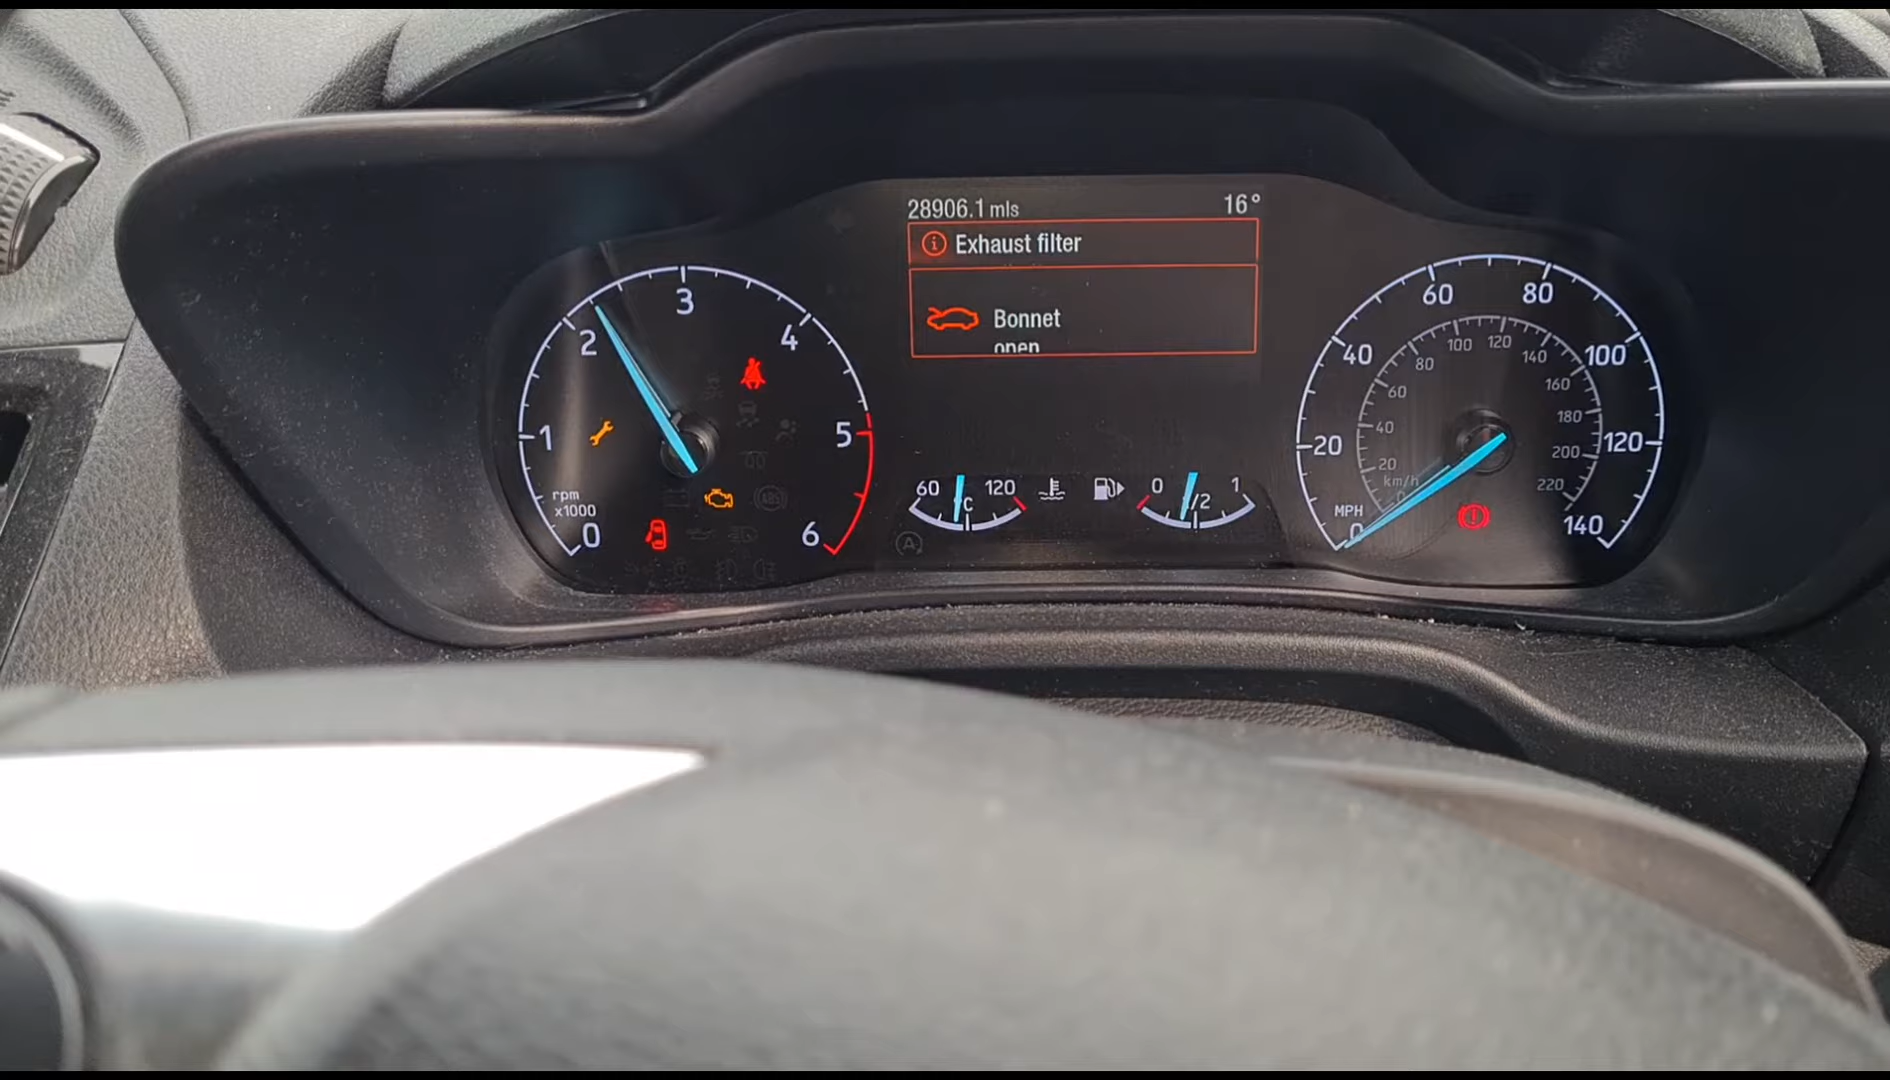 28906.1 mls 16°
Exhaust filter
Bonnet
open
0 1 2 3 4 5 6
rpm
x1000
60 °C 120
0 1/2 1
A
ABS
0 20 40 60 80 100 120 140
MPH
0 20 40 60 80 100 120 140 160 180 200 220
km/h